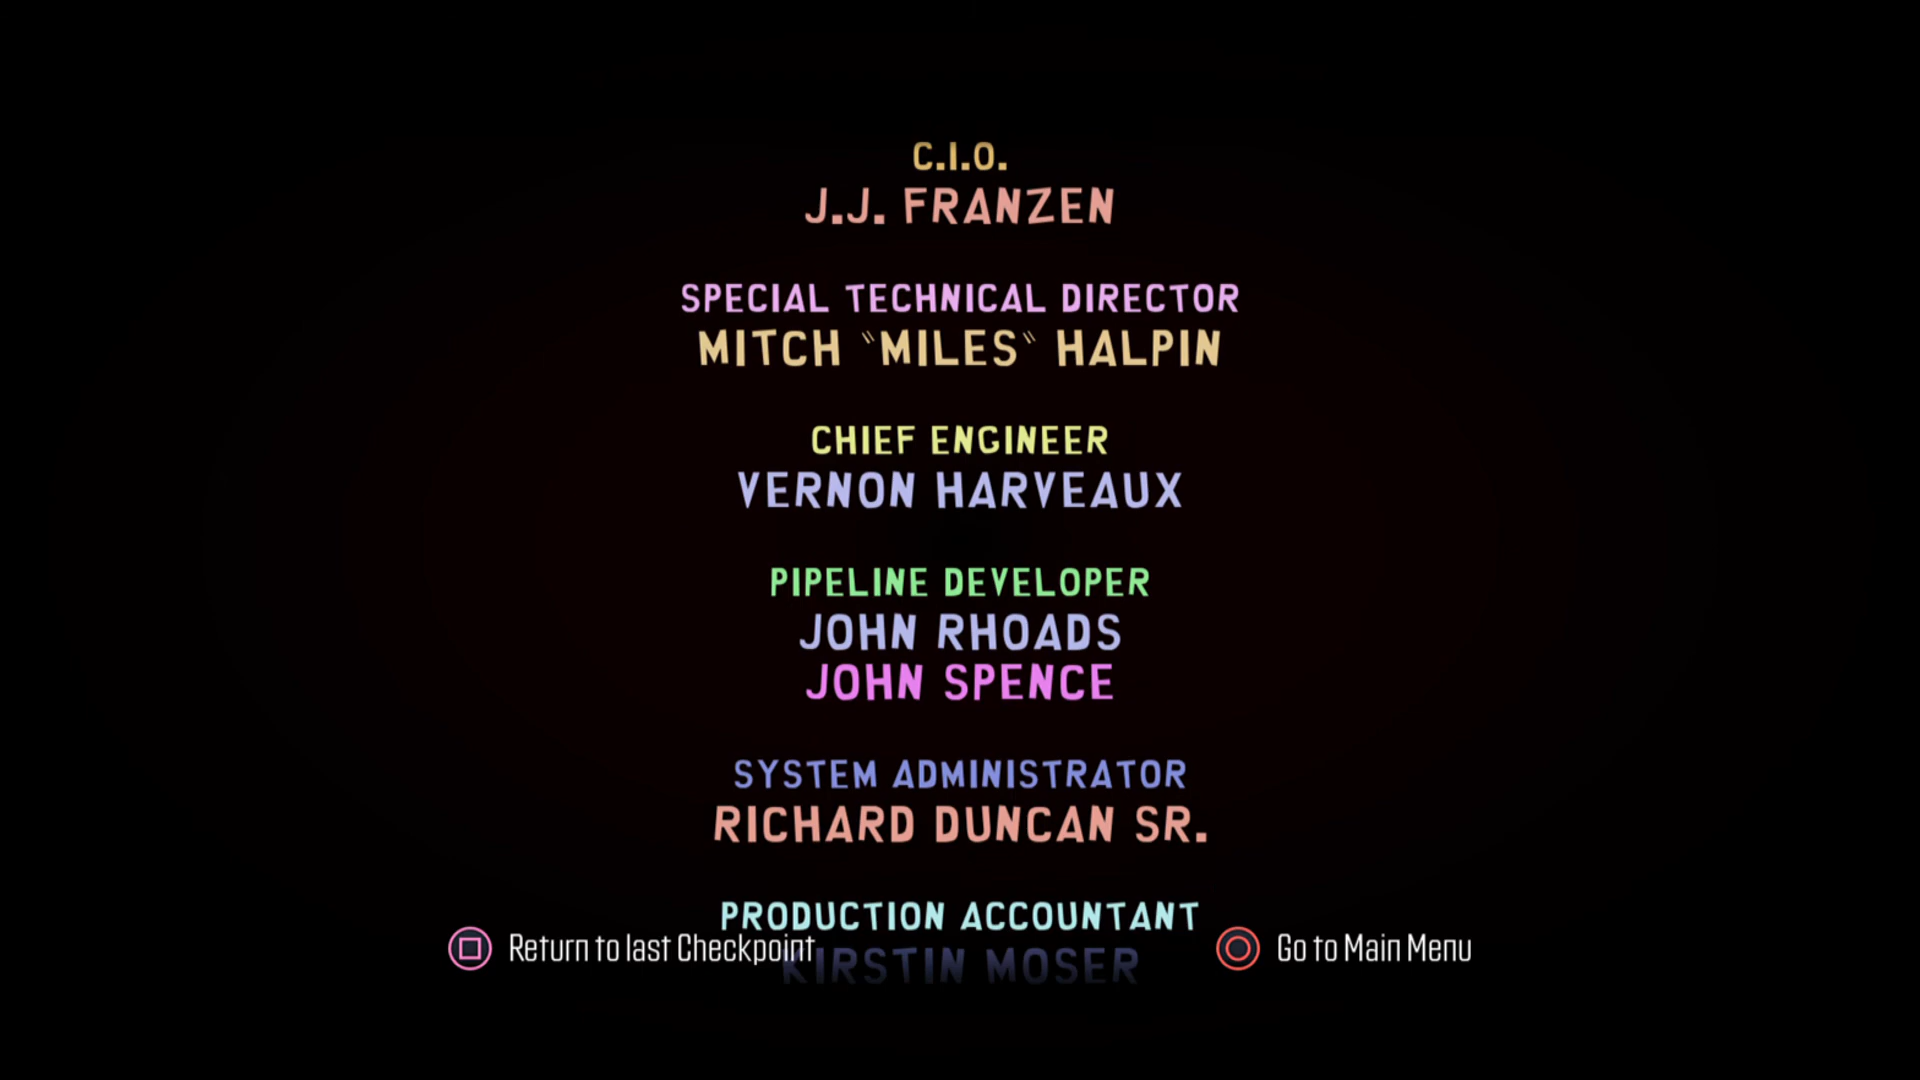 C.I.O.
J.J. FRANZEN
SPECIAL TECHNICAL DIRECTOR
MITCH "MILES" HALPIN
CHIEF ENGINEER
VERNON HARVEAUX
PIPELINE DEVELOPER
JOHN RHOADS
JOHN SPENCE
SYSTEM ADMINISTRATOR
RICHARD DUNCAN SR.
PRODUCTION ACCOUNTANT
KIRSTIN MOSER
Return to last Checkpoint
Go to Main Menu